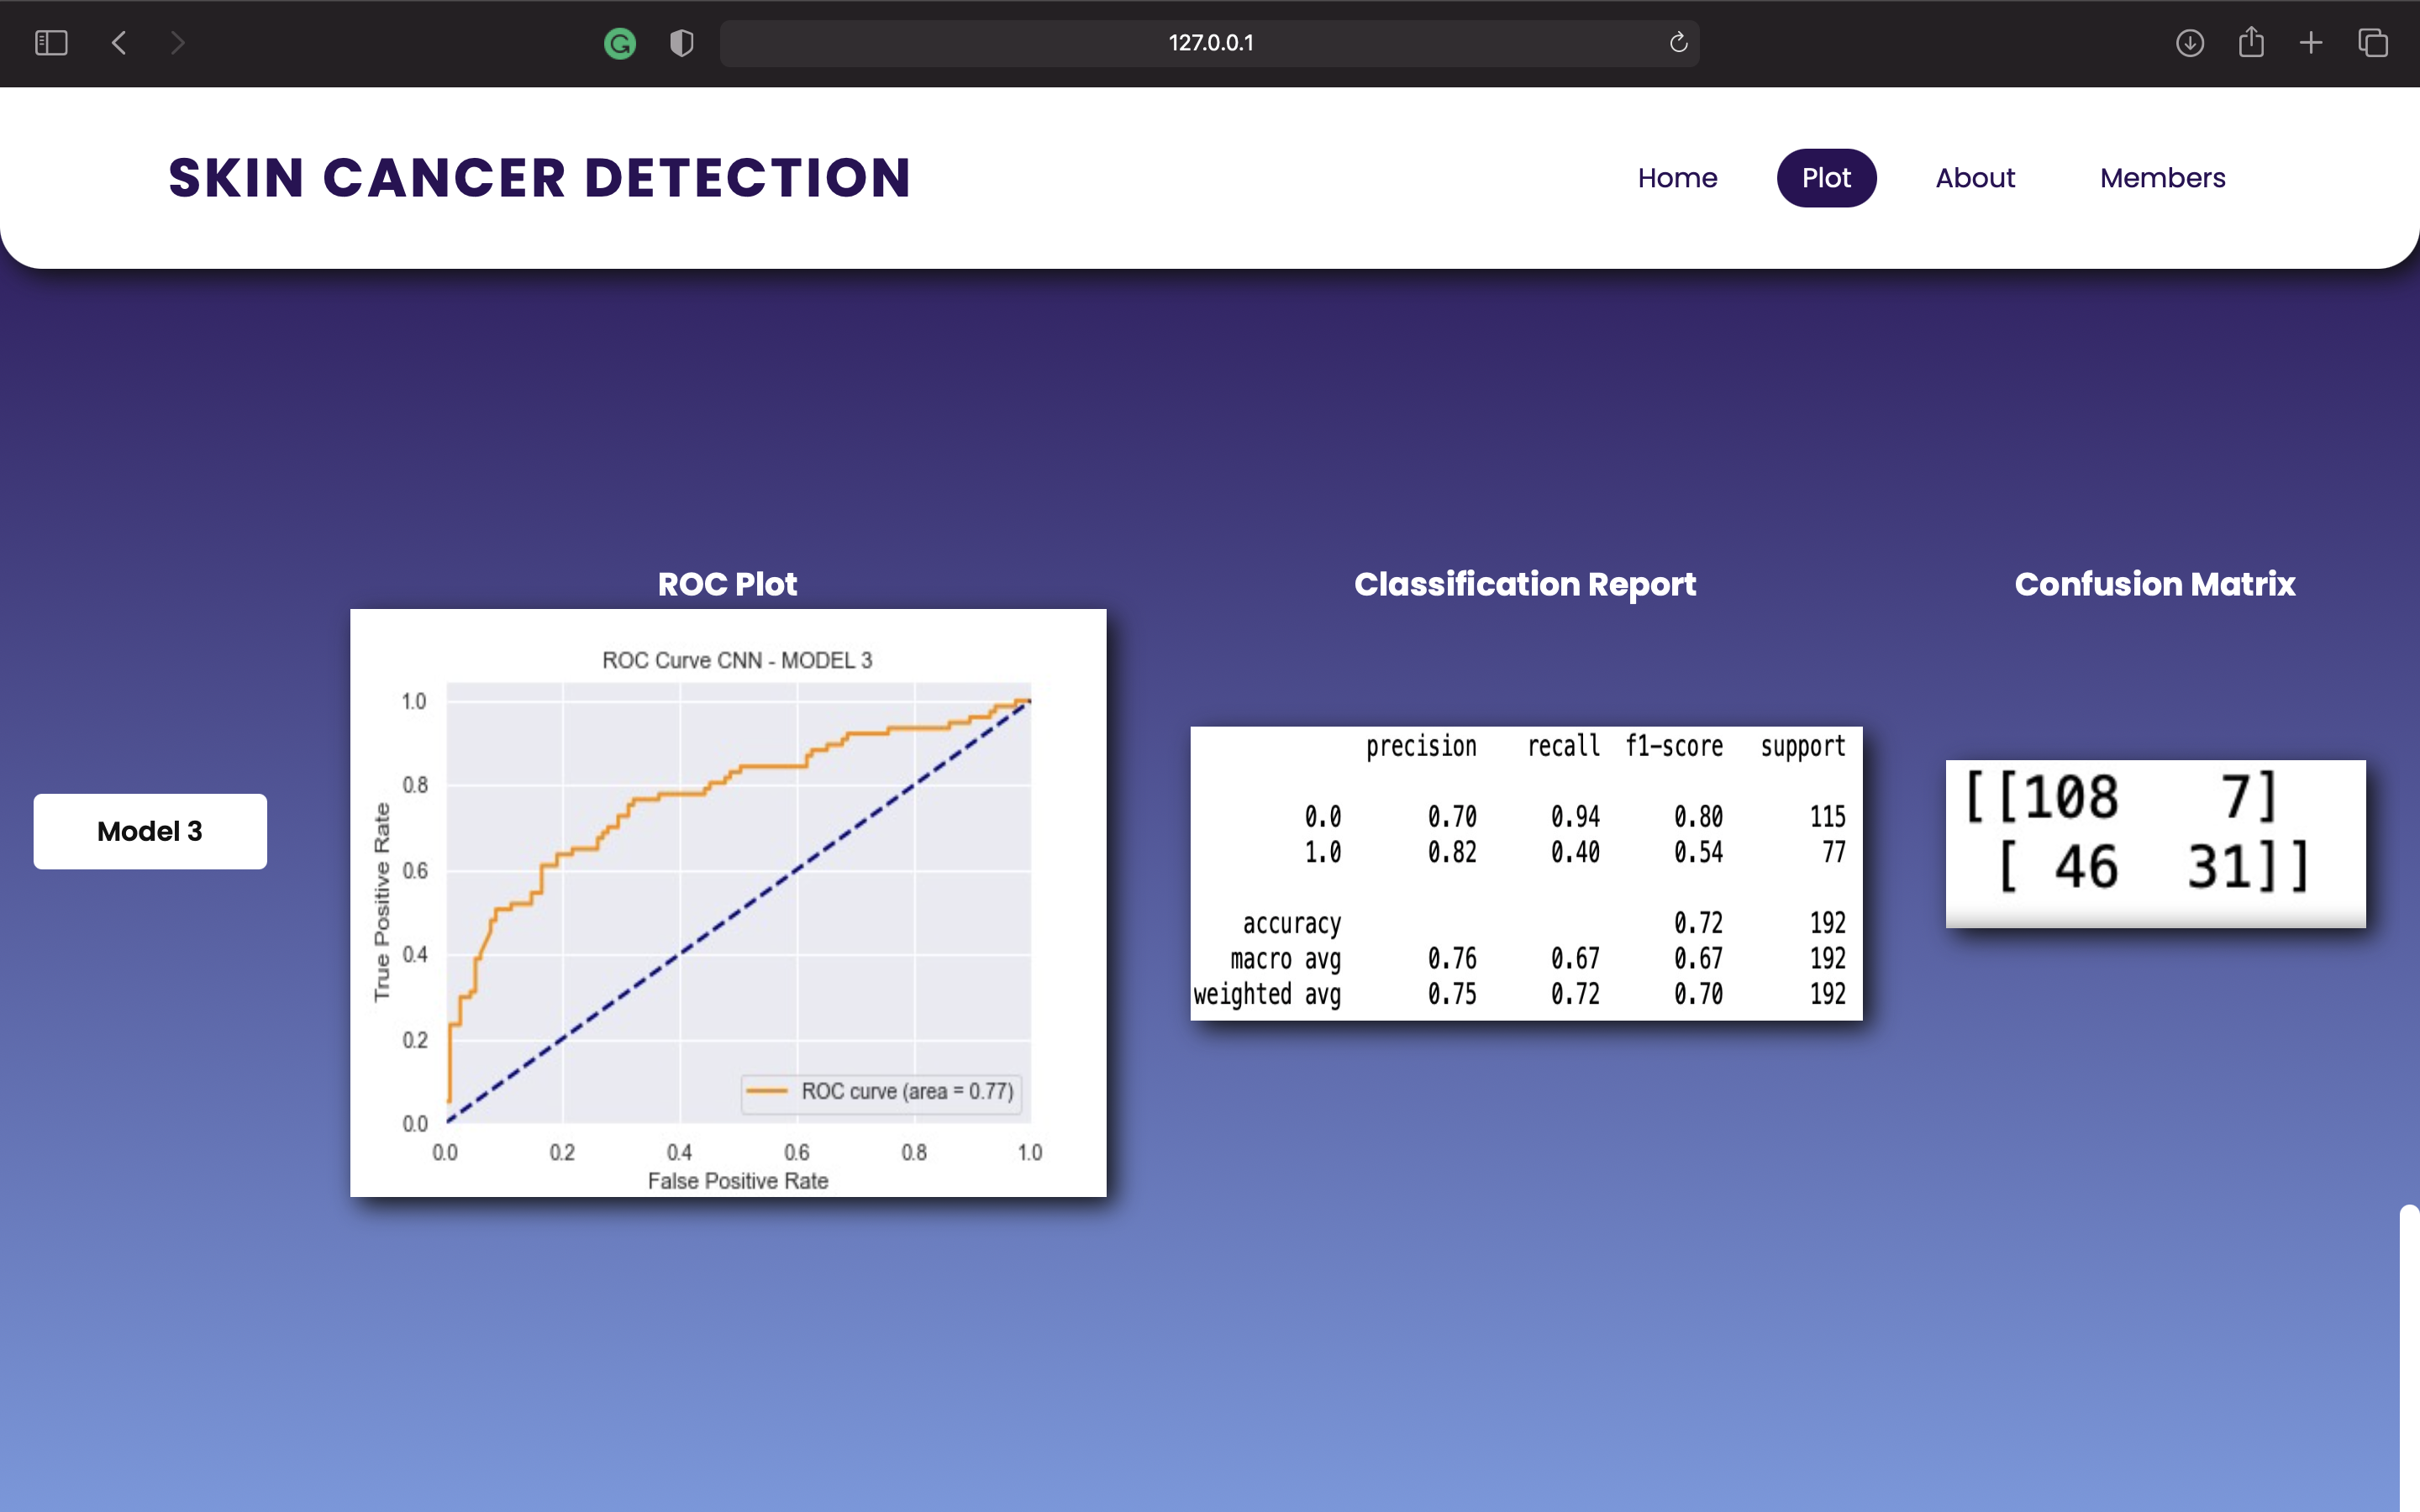 127.0.0.1
SKIN CANCER DETECTION
Home Plot About Members
ROC Plot
Classification Report
Confusion Matrix
Model 3
ROC Curve CNN - MODEL 3
True Positive Rate
1.0
0.8
0.6
0.4
0.2
0.0
ROC curve (area = 0.77)
0.0 0.2 0.4 0.6 0.8 1.0
False Positive Rate
precision recall f1-score support
0.0 0.70 0.94 0.80 115
1.0 0.82 0.40 0.54 77
accuracy 0.72 192
macro avg 0.76 0.67 0.67 192
weighted avg 0.75 0.72 0.70 192
[[108 7]
[ 46 31]]